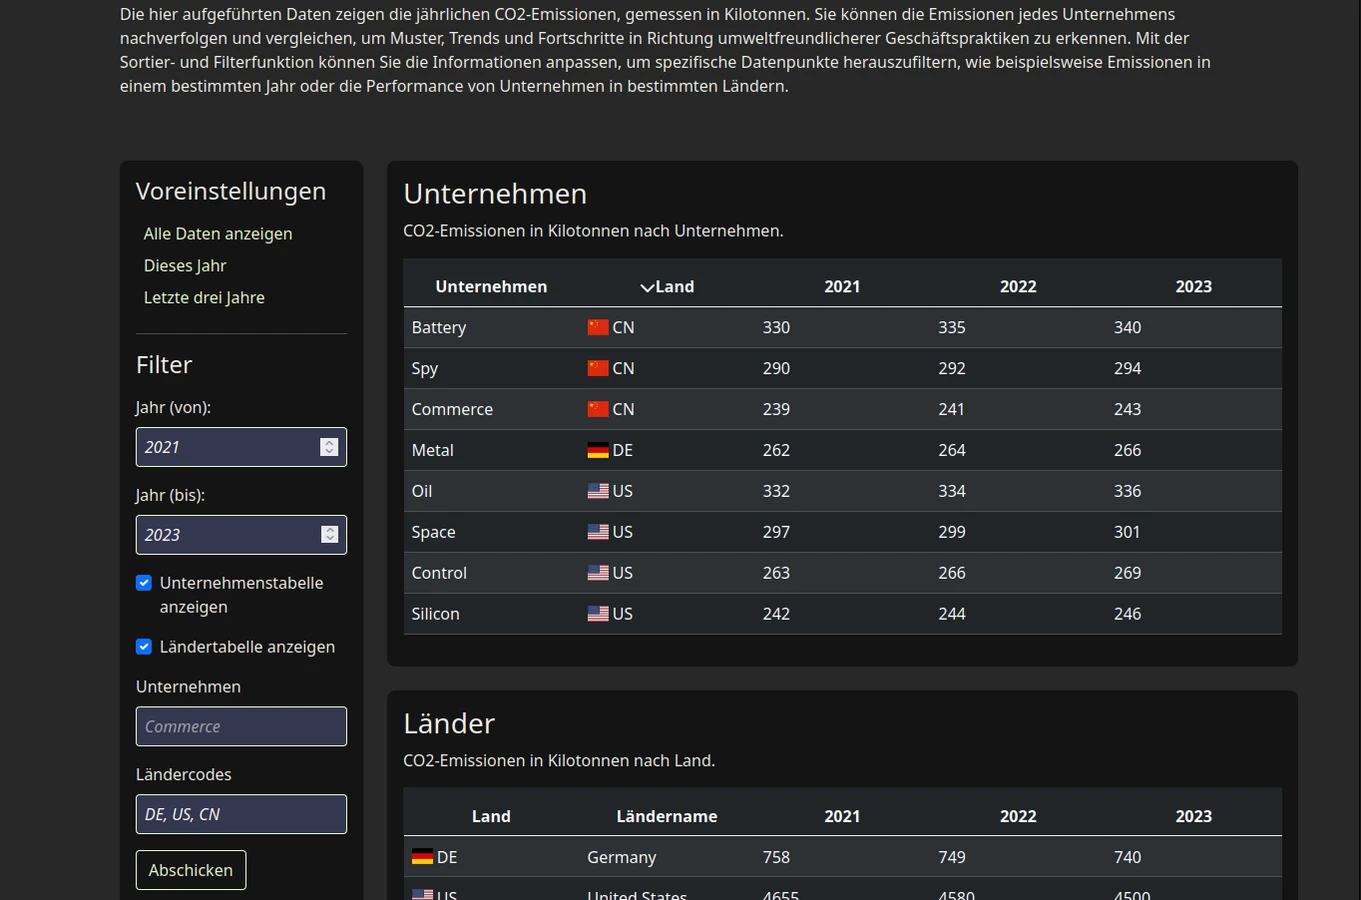 Die hier aufgeführten Daten zeigen die jährlichen CO2-Emissionen, gemessen in Kilotonnen. Sie können die Emissionen jedes Unternehmens
nachverfolgen und vergleichen, um Muster, Trends und Fortschritte in Richtung umweltfreundlicherer Geschäftspraktiken zu erkennen. Mit der
Sortier- und Filterfunktion können Sie die Informationen anpassen, um spezifische Datenpunkte herauszufiltern, wie beispielsweise Emissionen in
einem bestimmten Jahr oder die Performance von Unternehmen in bestimmten Ländern.
Voreinstellungen
Alle Daten anzeigen
Dieses Jahr
Letzte drei Jahre
Filter
Jahr (von):
2021
Jahr (bis):
2023
Unternehmenstabelle
anzeigen
Ländertabelle anzeigen
Unternehmen
Commerce
Ländercodes
DE, US, CN
Abschicken
Unternehmen
CO2-Emissionen in Kilotonnen nach Unternehmen.
Unternehmen Land 2021 2022 2023
Battery CN 330 335 340
Spy CN 290 292 294
Commerce CN 239 241 243
Metal DE 262 264 266
Oil US 332 334 336
Space US 297 299 301
Control US 263 266 269
Silicon US 242 244 246
Länder
CO2-Emissionen in Kilotonnen nach Land.
Land Ländername 2021 2022 2023
DE Germany 758 749 740
US United States 4655 4580 4500